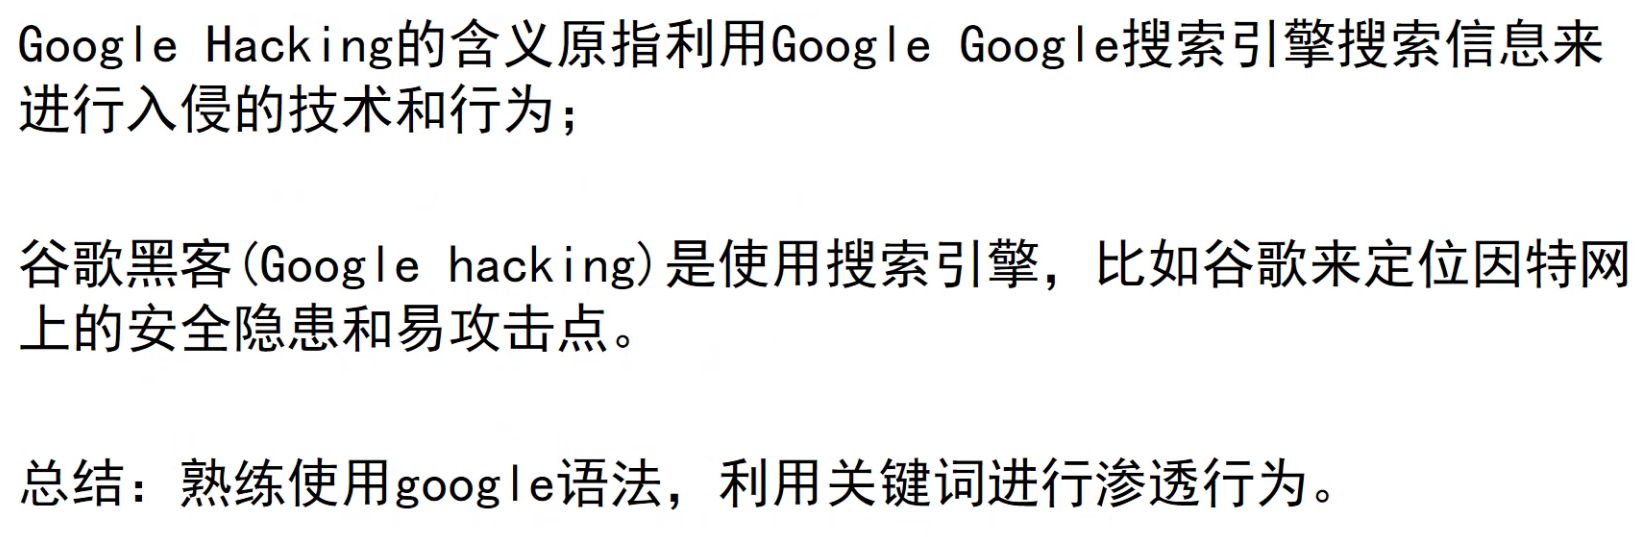 Google Hacking的含义原指利用Google Google搜索引擎搜索信息来
进行入侵的技术和行为；
谷歌黑客(Google hacking)是使用搜索引擎，比如谷歌来定位因特网
上的安全隐患和易攻击点。
总结：熟练使用google语法，利用关键词进行渗透行为。